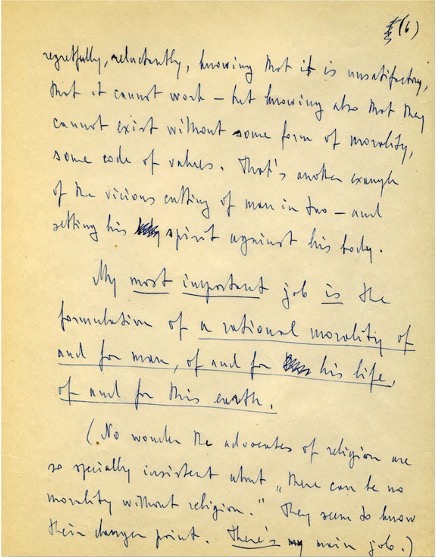 (6)
regretfully, reluctantly, knowing that it is unsatisfactory,
that it cannot work – but knowing also that they
cannot exist without some form of morality,
some code of values. That's another example
of the vicious cutting of man in two – and
setting his spirit against his body.
My most important job is the
formulation of a rational morality of
and for man, of and for his life,
of and for this earth.
(No wonder the advocates of religion are
so specially insistent about „there can be no
morality without religion." They seem to know
their danger point. There's my main job.)